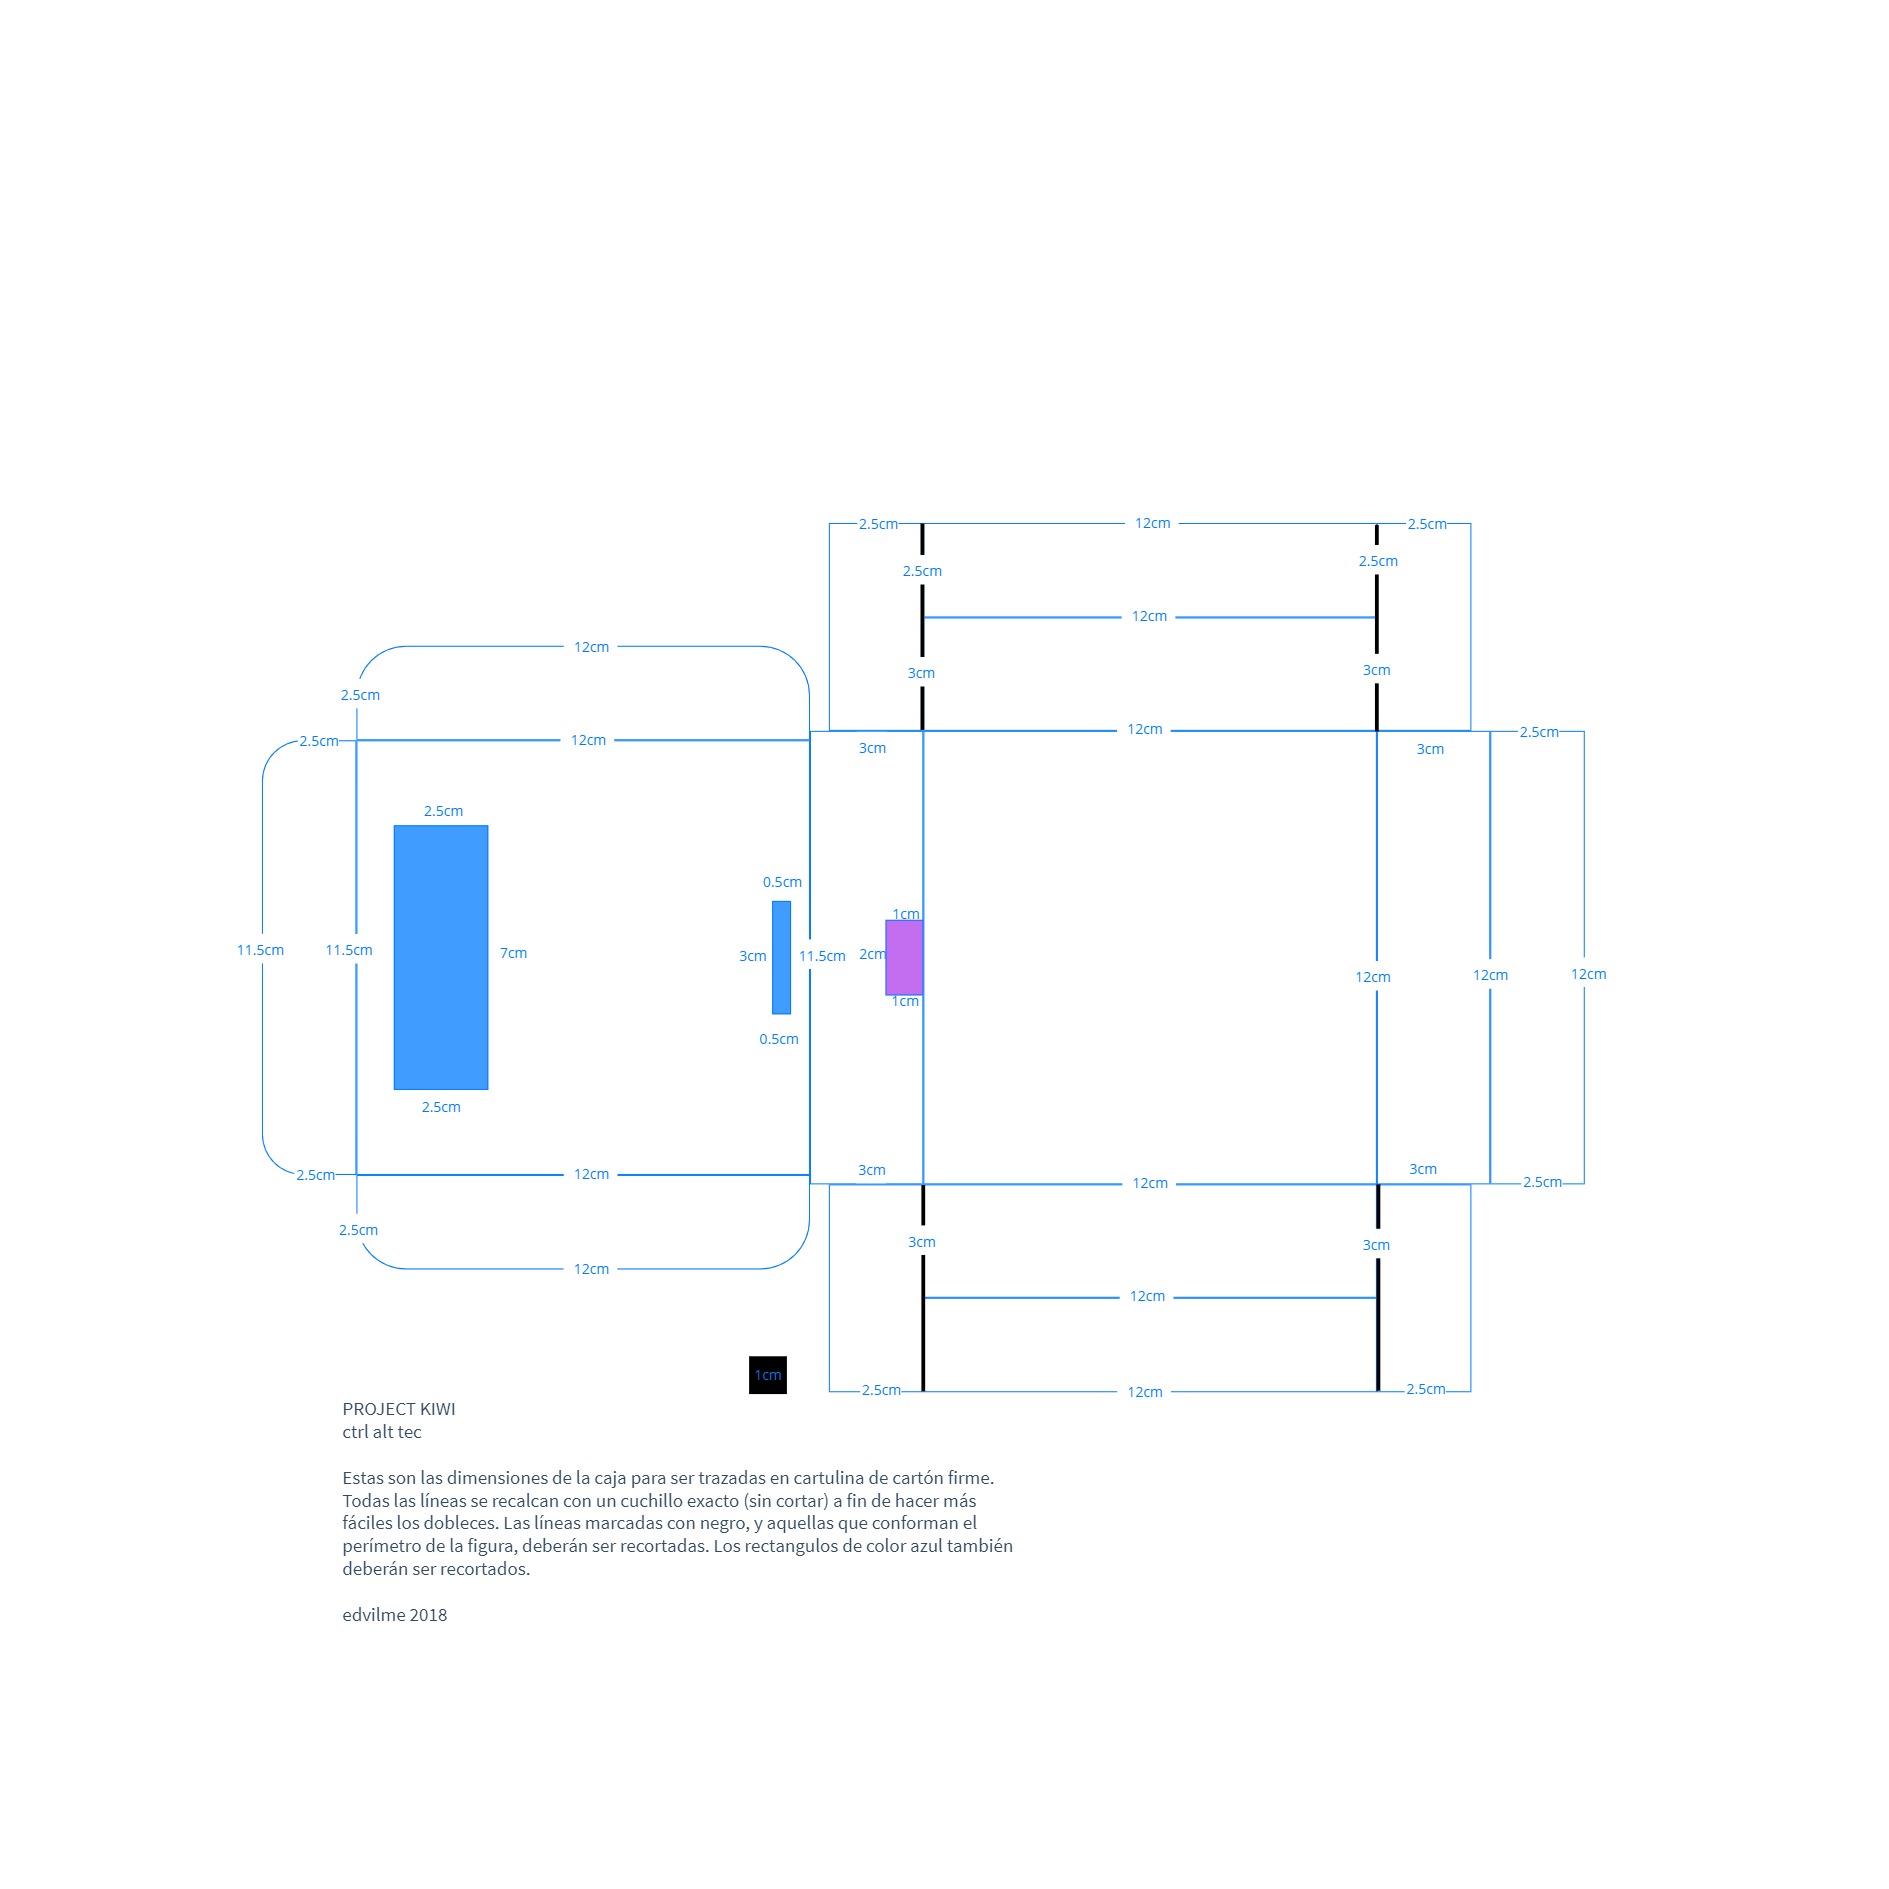 2.5cm 12cm 2.5cm
2.5cm 2.5cm
12cm
3cm 3cm
12cm
2.5cm
2.5cm 12cm 12cm 2.5cm
3cm 3cm
2.5cm
0.5cm
1cm
11.5cm 11.5cm 7cm 3cm 11.5cm 2cm
12cm 12cm 12cm
1cm
0.5cm
2.5cm
2.5cm 12cm 3cm 3cm
12cm 2.5cm
2.5cm 3cm 3cm
12cm
12cm
1cm
2.5cm 12cm 2.5cm
PROJECT KIWI
ctrl alt tec
Estas son las dimensiones de la caja para ser trazadas en cartulina de cartón firme.
Todas las líneas se recalcan con un cuchillo exacto (sin cortar) a fin de hacer más
fáciles los dobleces. Las líneas marcadas con negro, y aquellas que conforman el
perímetro de la figura, deberán ser recortadas. Los rectangulos de color azul también
deberán ser recortados.
edvilme 2018